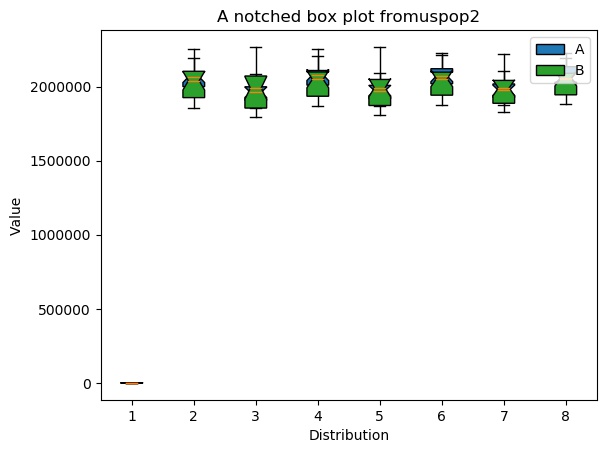 A notched box plot fromuspop2
A
B
2000000
1500000
1000000
500000
0
Value
1 2 3 4 5 6 7 8
Distribution